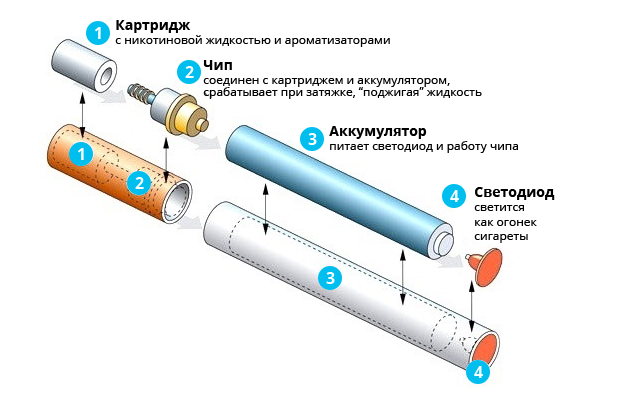 1 Картридж
с никотиновой жидкостью и ароматизаторами
2 Чип
соединен с картриджем и аккумулятором,
срабатывает при затяжке, “поджигая” жидкость
3 Аккумулятор
питает светодиод и работу чипа
4 Светодиод
светится
как огонек
сигареты
1
2
3
4